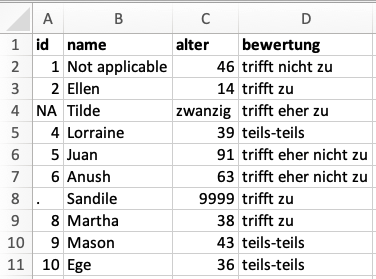 A B C D
1 id name alter bewertung
2 1 Not applicable 46 trifft nicht zu
3 2 Ellen 14 trifft zu
4 NA Tilde zwanzig trifft eher zu
5 4 Lorraine 39 teils-teils
6 5 Juan 91 trifft eher nicht zu
7 6 Anush 63 trifft eher nicht zu
8 . Sandile 9999 trifft zu
9 8 Martha 38 trifft zu
10 9 Mason 43 teils-teils
11 10 Ege 36 teils-teils